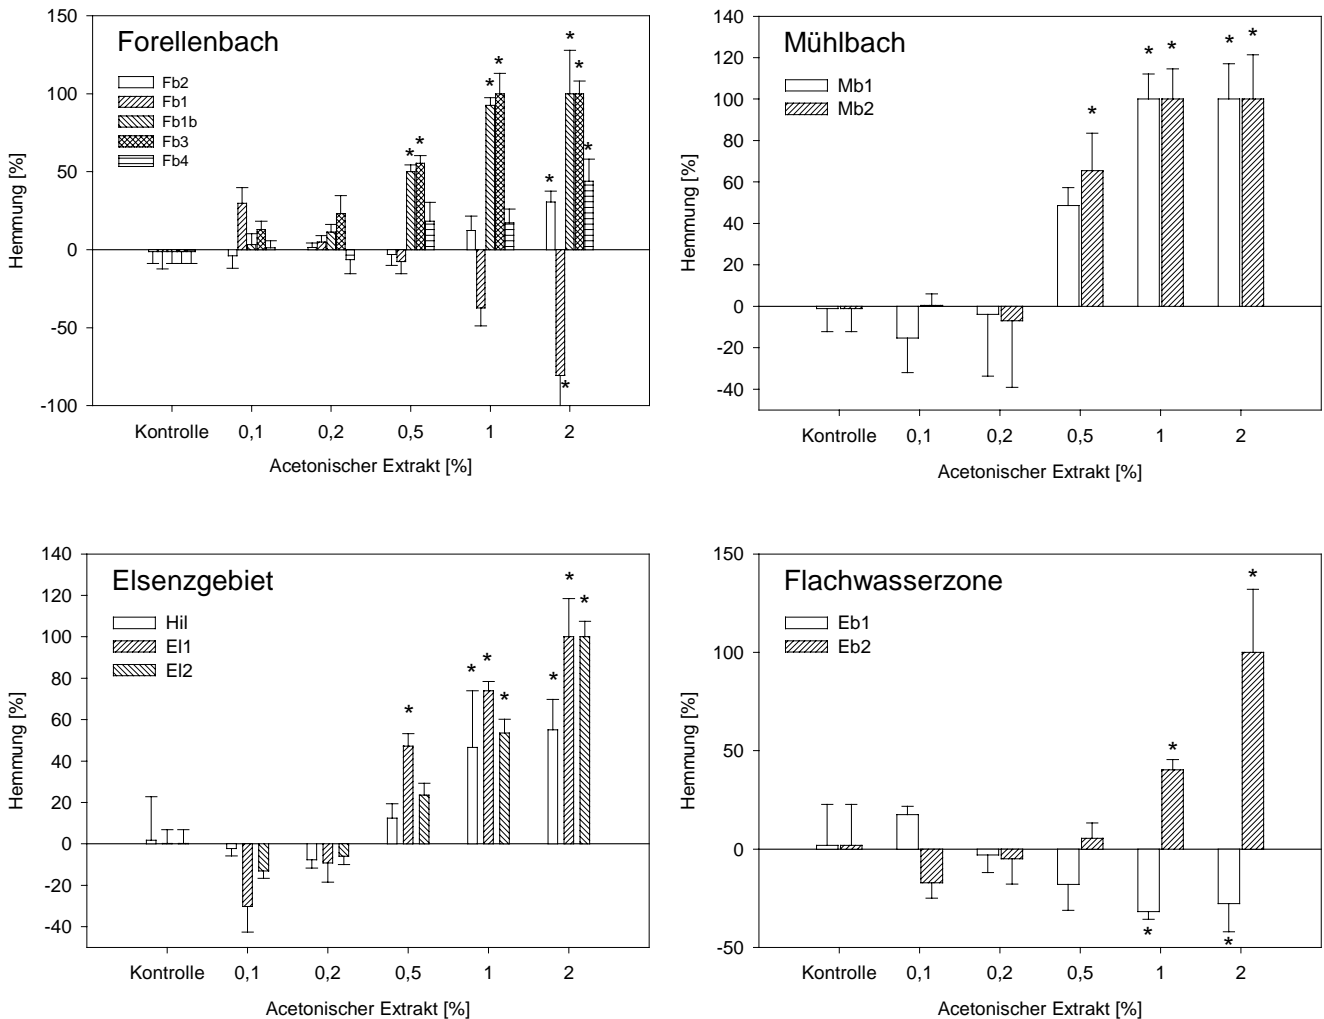 Forellenbach
Fb2
Fb1
Fb1b
Fb3
Fb4
150
100
50
0
-50
-100
Hemmung [%]
* * * * * * * * *
Kontrolle 0,1 0,2 0,5 1 2
Acetonischer Extrakt [%]
Mühlbach
Mb1
Mb2
140
120
100
80
60
40
20
0
-20
-40
Hemmung [%]
* * * * *
Kontrolle 0,1 0,2 0,5 1 2
Acetonischer Extrakt [%]
Elsenzgebiet
Hil
El1
El2
140
120
100
80
60
40
20
0
-20
-40
Hemmung [%]
* * * * * * *
Kontrolle 0,1 0,2 0,5 1 2
Acetonischer Extrakt [%]
Flachwasserzone
Eb1
Eb2
150
100
50
0
-50
Hemmung [%]
* * * *
Kontrolle 0,1 0,2 0,5 1 2
Acetonischer Extrakt [%]